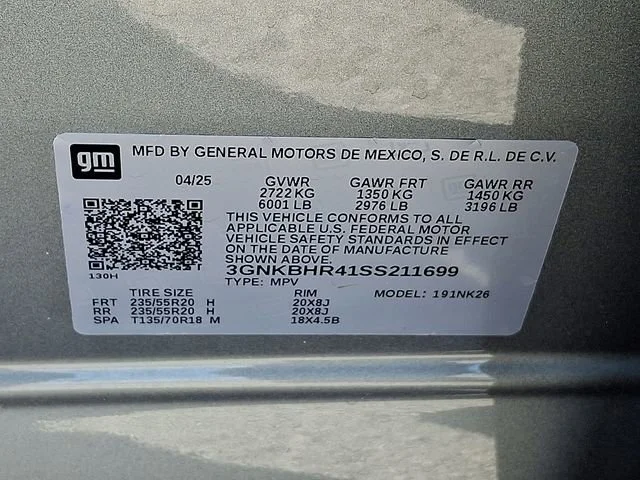 gm
MFD BY GENERAL MOTORS DE MEXICO, S. DE R.L. DE C.V.
04/25 GVWR GAWR FRT GAWR RR
2722 KG 1350 KG 1450 KG
6001 LB 2976 LB 3196 LB
THIS VEHICLE CONFORMS TO ALL
APPLICABLE U.S. FEDERAL MOTOR
VEHICLE SAFETY STANDARDS IN EFFECT
ON THE DATE OF MANUFACTURE
SHOWN ABOVE.
3GNKBHR41SS211699
130H
TYPE: MPV
TIRE SIZE RIM MODEL: 191NK26
FRT 235/55R20 H 20X8J
RR 235/55R20 H 20X8J
SPA T135/70R18 M 18X4.5B